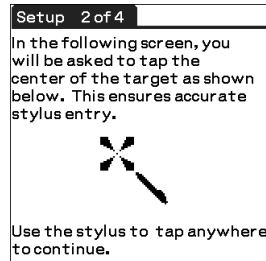 Setup 2 of 4
In the following screen, you
will be asked to tap the
center of the target as shown
below. This ensures accurate
stylus entry.
Use the stylus to tap anywhere
to continue.